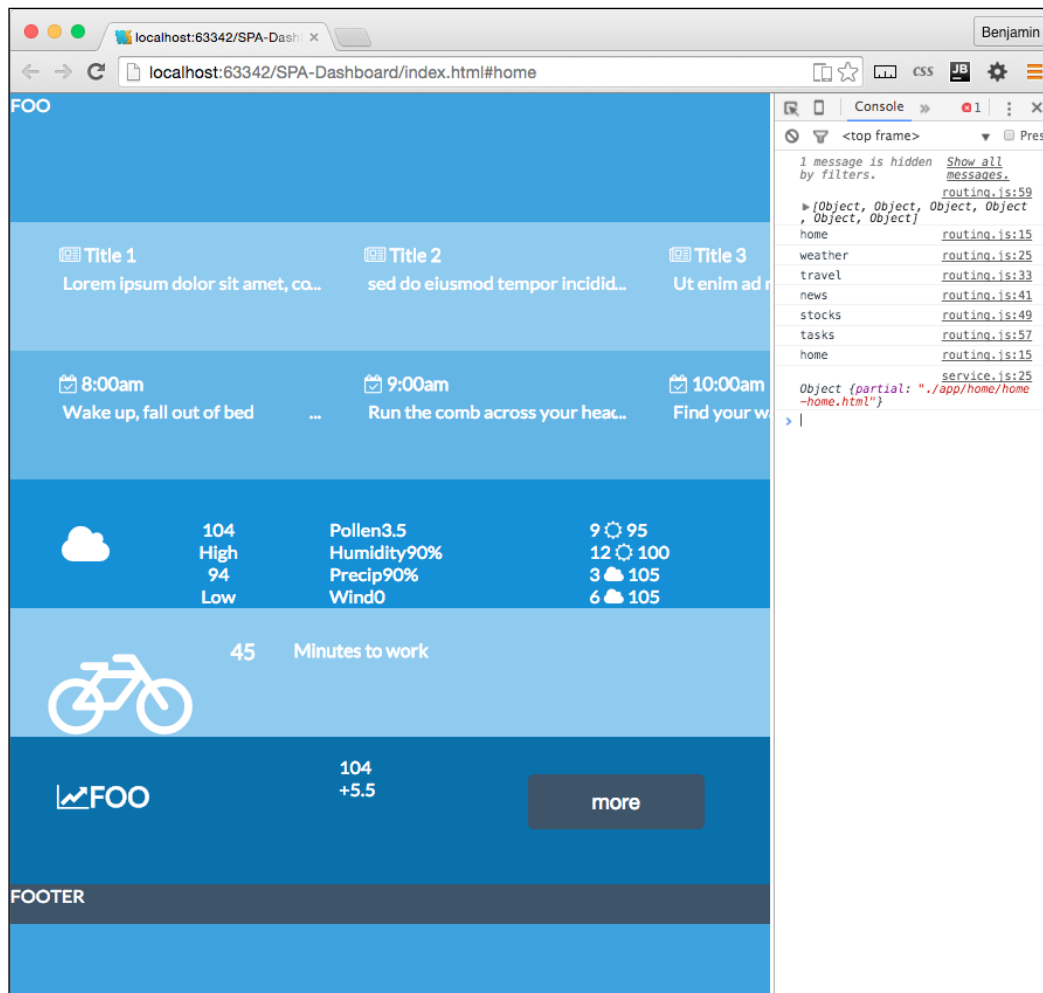 localhost:63342/SPA-Dash
Benjamin
localhost:63342/SPA-Dashboard/index.html#home
css
JB
FOO
Title 1
Lorem ipsum dolor sit amet, co...
Title 2
sed do eiusmod tempor incidid...
Title 3
Ut enim ad
8:00am
Wake up, fall out of bed ...
9:00am
Run the comb across your head...
10:00am
Find your
104
High
94
Low
Pollen3.5
Humidity90%
Precip90%
Wind0
9 95
12 100
3 105
6 105
45 Minutes to work
FOO
104
+5.5
more
FOOTER
Console » 1
<top frame> Pres
1 message is hidden by filters. Show all messages.
routing.js:59
[Object, Object, Object, Object
, Object, Object]
home routing.js:15
weather routing.js:25
travel routing.js:33
news routing.js:41
stocks routing.js:49
tasks routing.js:57
home routing.js:15
service.js:25
Object {partial: "./app/home/home
-home.html"}
>